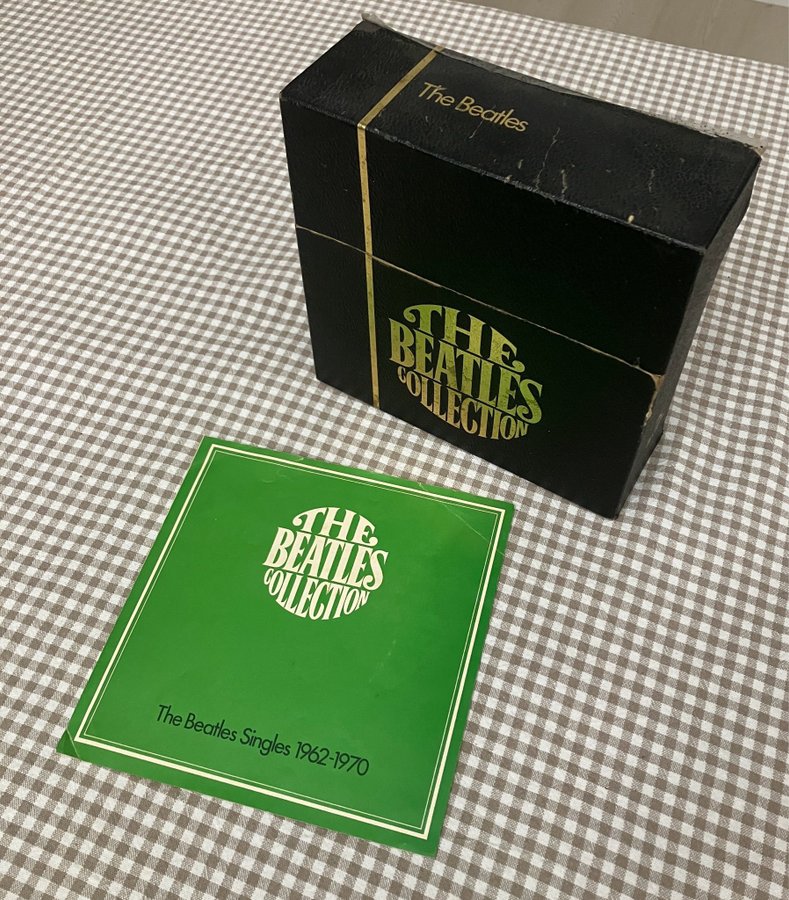 The Beatles
THE
BEATLES
COLLECTION
THE
BEATLES
COLLECTION
The Beatles Singles 1962-1970